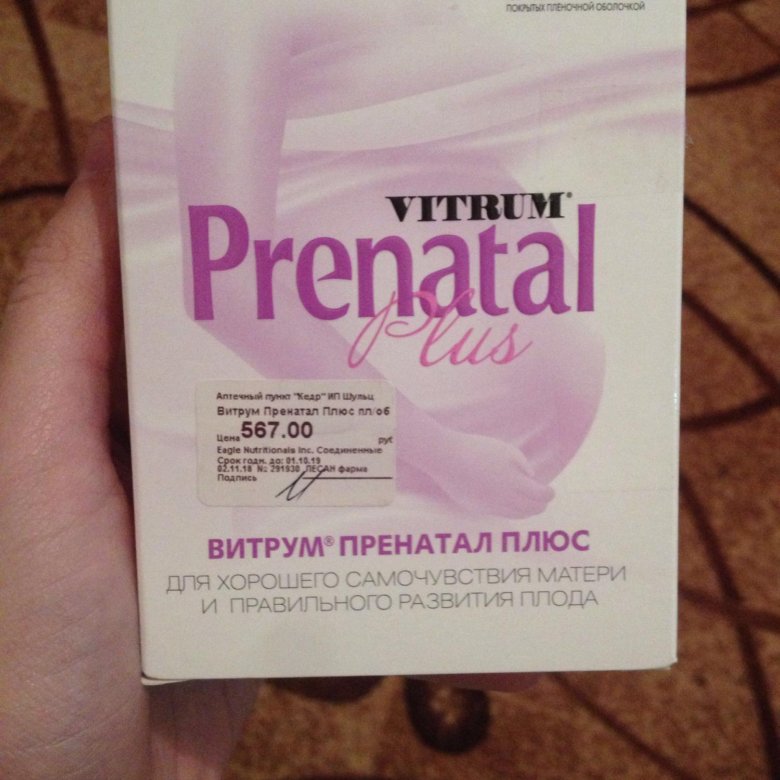 ПОКРЫТЫХ ПЛЁНОЧНОЙ ОБОЛОЧКОЙ
VITRUM®
Prenatal
Plus
Аптечный пункт "Кедр" ИП Шульц
Витрум Пренатал Плюс пл/об
Цена 567.00 руб
Eagle Nutritionals Inc. Соединенные
Срок годн. до: 01.10.19
02.11.18 № 291930 ЛЕСАН фарма
Подпись
ВИТРУМ® ПРЕНАТАЛ ПЛЮС
ДЛЯ ХОРОШЕГО САМОЧУВСТВИЯ МАТЕРИ
И ПРАВИЛЬНОГО РАЗВИТИЯ ПЛОДА